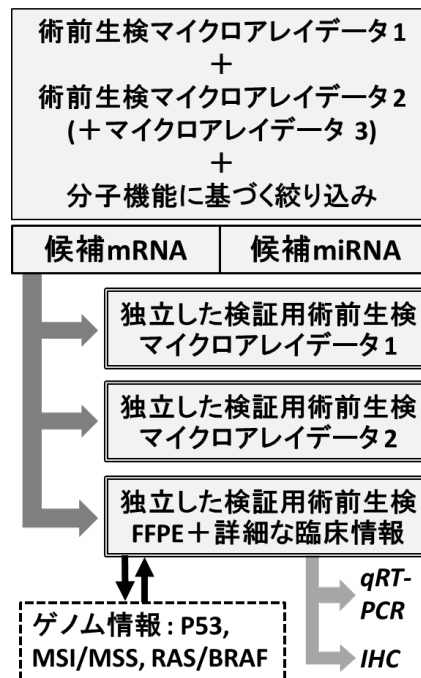 術前生検マイクロアレイデータ1
+
術前生検マイクロアレイデータ2
(+マイクロアレイデータ 3)
+
分子機能に基づく絞り込み
候補mRNA
候補miRNA
独立した検証用術前生検
マイクロアレイデータ1
独立した検証用術前生検
マイクロアレイデータ2
独立した検証用術前生検
FFPE+詳細な臨床情報
ゲノム情報:P53,
MSI/MSS, RAS/BRAF
qRT-
PCR
IHC